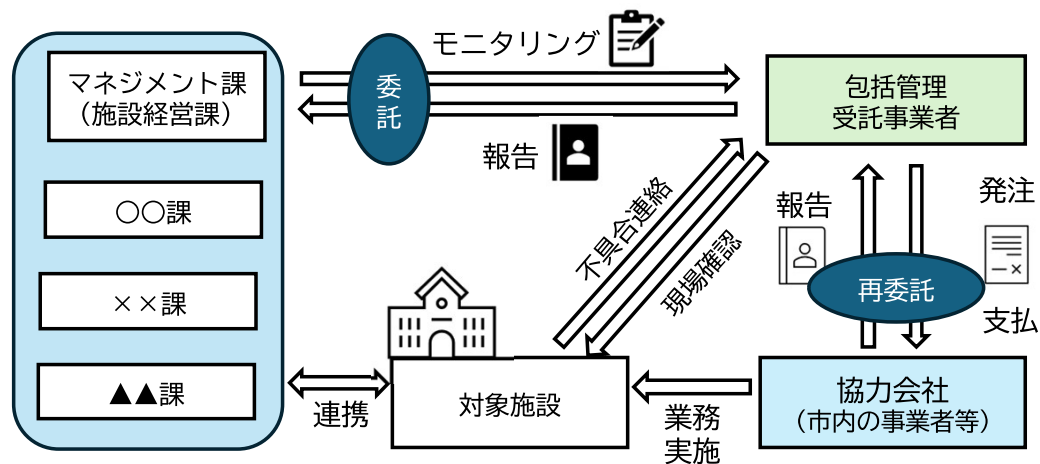 マネジメント課
（施設経営課）
○○課
××課
▲▲課
モニタリング
委
託
報告
包括管理
受託事業者
不具合連絡
現場確認
報告
発注
再委託
支払
連携
対象施設
業務
実施
協力会社
（市内の事業者等）